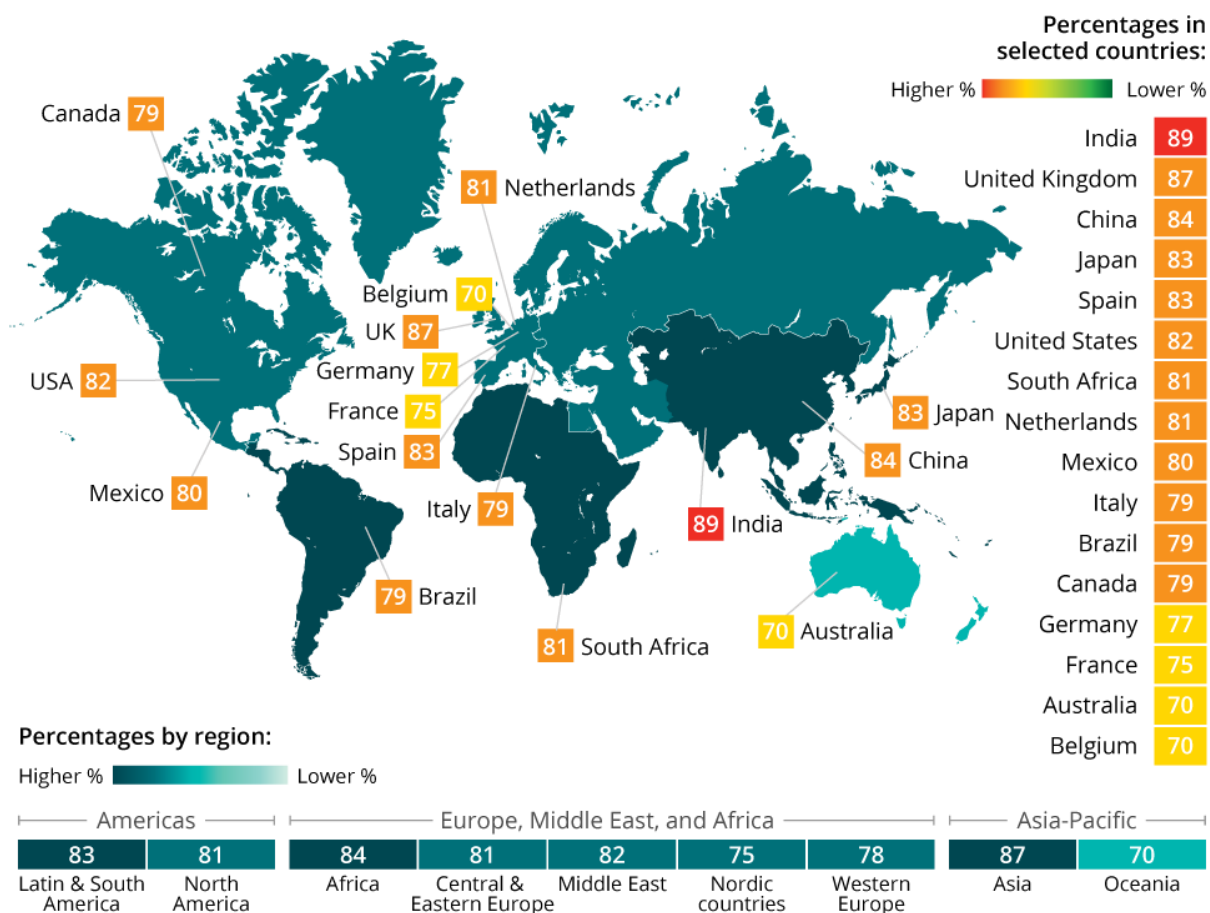 Percentages in
selected countries:
Higher %
Lower %
India 89
United Kingdom 87
China 84
Japan 83
Spain 83
United States 82
South Africa 81
Netherlands 81
Mexico 80
Italy 79
Brazil 79
Canada 79
Germany 77
France 75
Australia 70
Belgium 70
Canada 79
81 Netherlands
Belgium 70
UK 87
Germany 77
USA 82
France 75
83 Japan
Spain 83
84 China
Mexico 80
Italy 79
89 India
79 Brazil
70 Australia
81 South Africa
Percentages by region:
Higher %
Lower %
Americas
Europe, Middle East, and Africa
Asia-Pacific
83 81 84 81 82 75 78 87 70
Latin & South
America
North
America
Africa
Central &
Eastern Europe
Middle East
Nordic
countries
Western
Europe
Asia
Oceania